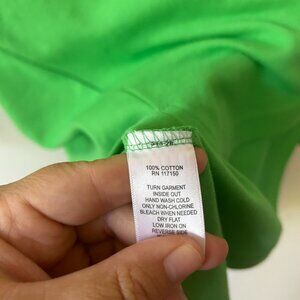 100% COTTON
RN 117150
TURN GARMENT
INSIDE OUT
HAND WASH COLD
ONLY NON-CHLORINE
BLEACH WHEN NEEDED
DRY FLAT
LOW IRON ON
REVERSE SIDE